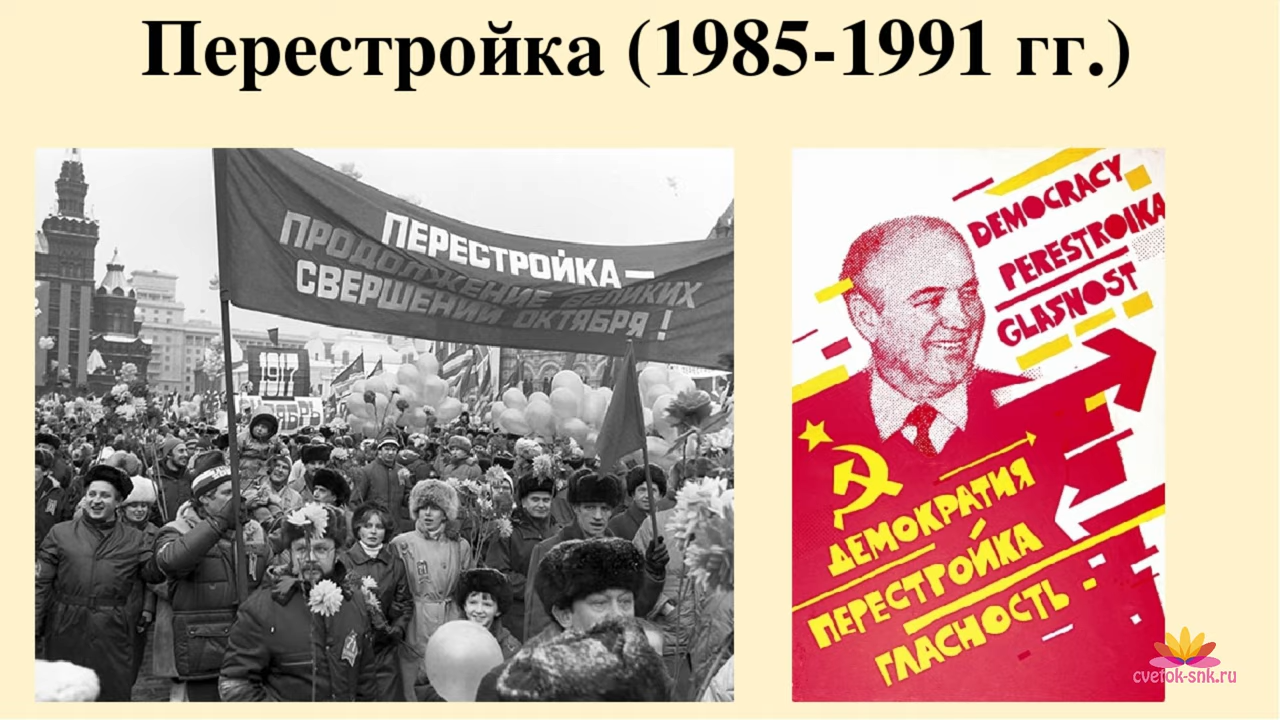 Перестройка (1985-1991 гг.)
ПЕРЕСТРОЙКА—
ПРОДОЛЖЕНИЕ ВЕЛИКИХ
СВЕРШЕНИЙ ОКТЯБРЯ!
1917
DEMOCRACY
PERESTROIKA
GLASNOST
ДЕМОКРАТИЯ
ПЕРЕСТРОЙКА
ГЛАСНОСТЬ
cvetok-snk.ru